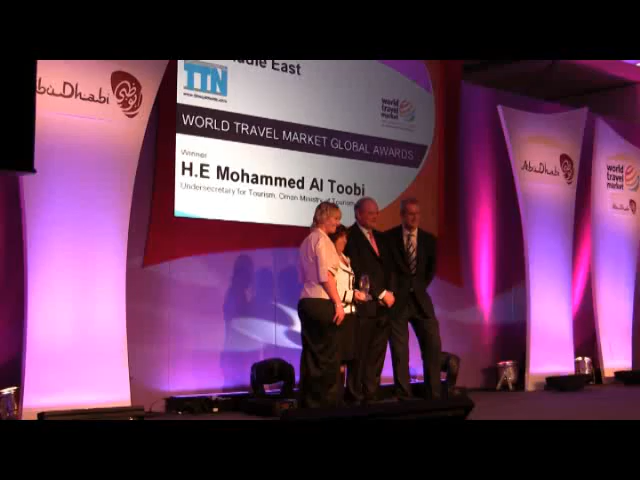 AbuDhabi
أبوظبي
Middle East
TTN
world
travel
market
WORLD TRAVEL MARKET GLOBAL AWARDS
Winner:
H.E Mohammed Al Toobi
Undersecretary for Tourism, Oman Ministry of Tourism
AbuDhabi
world
travel
market